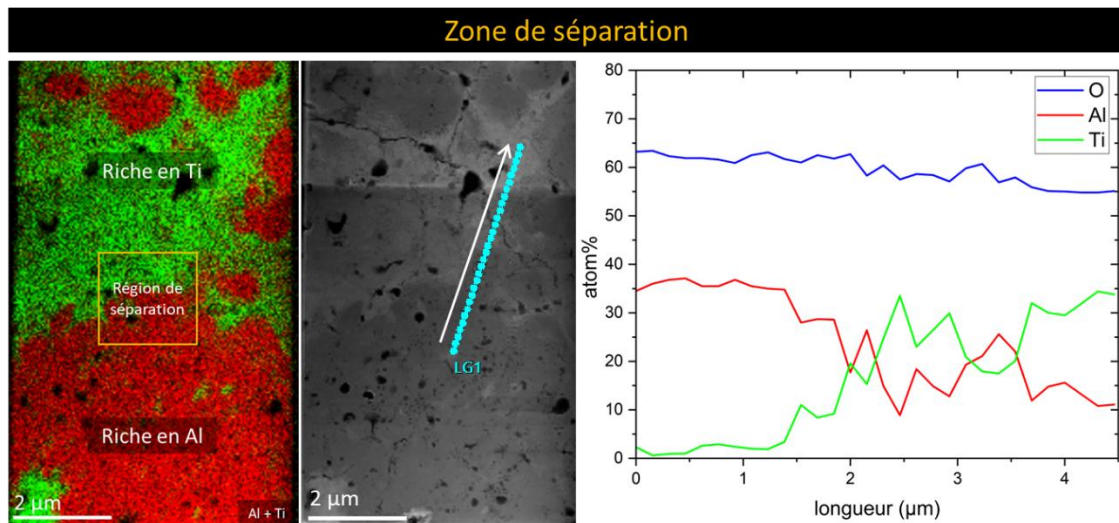 Zone de séparation
Riche en Ti
Région de
séparation
Riche en Al
2 µm
Al + Ti
LG1
2 µm
80
70
60
50
40
30
20
10
0
atom%
O
Al
Ti
0
1
2
3
4
longueur (µm)